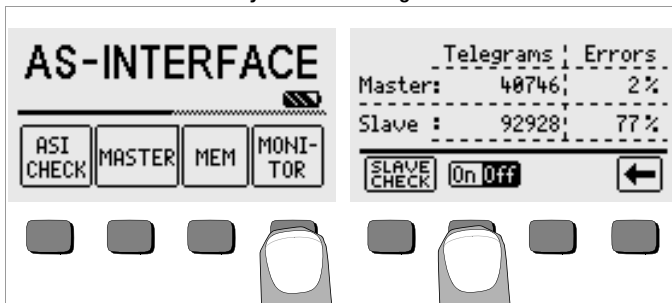 AS-INTERFACE
ASI CHECK
MASTER
MEM
MONI-
TOR
Telegrams Errors
Master: 40746 2%
Slave : 92928 77%
SLAVE CHECK
On Off